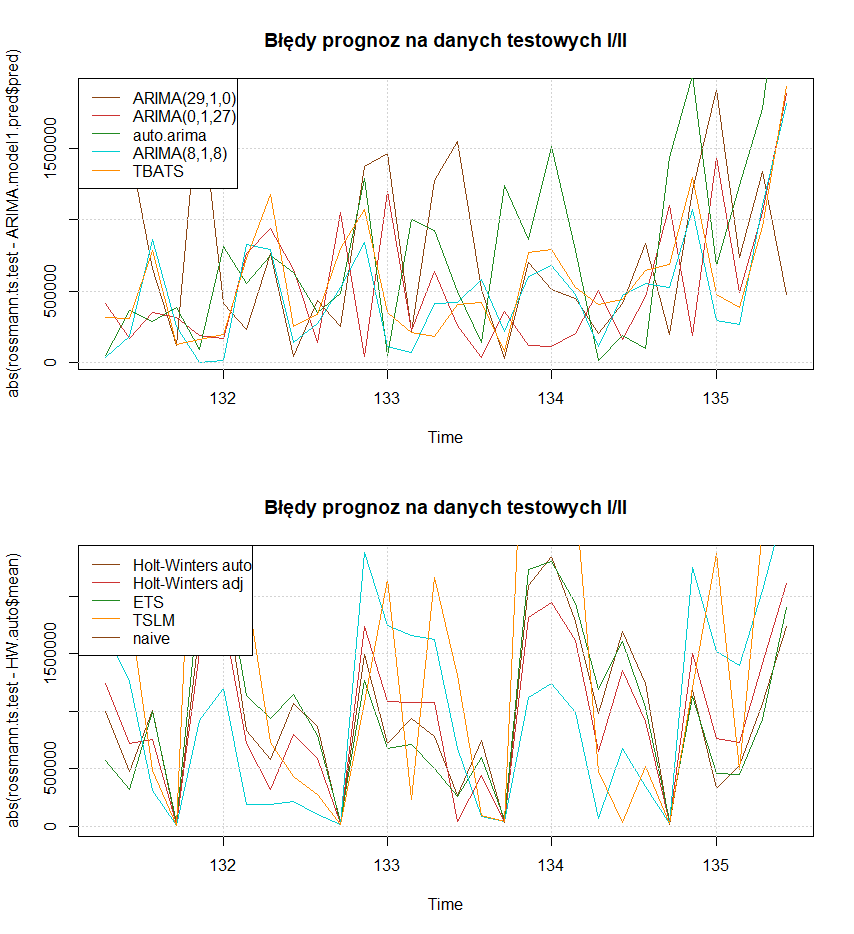 Błędy prognoz na danych testowych I/II
abs(rossmann.ts.test - ARIMA.model1.pred$pred)
1500000
500000
0
ARIMA(29,1,0)
ARIMA(0,1,27)
auto.arima
ARIMA(8,1,8)
TBATS
132 133 134 135
Time
Błędy prognoz na danych testowych I/II
abs(rossmann.ts.test - HW.auto$mean)
1500000
500000
0
Holt-Winters auto
Holt-Winters adj
ETS
TSLM
naive
132 133 134 135
Time